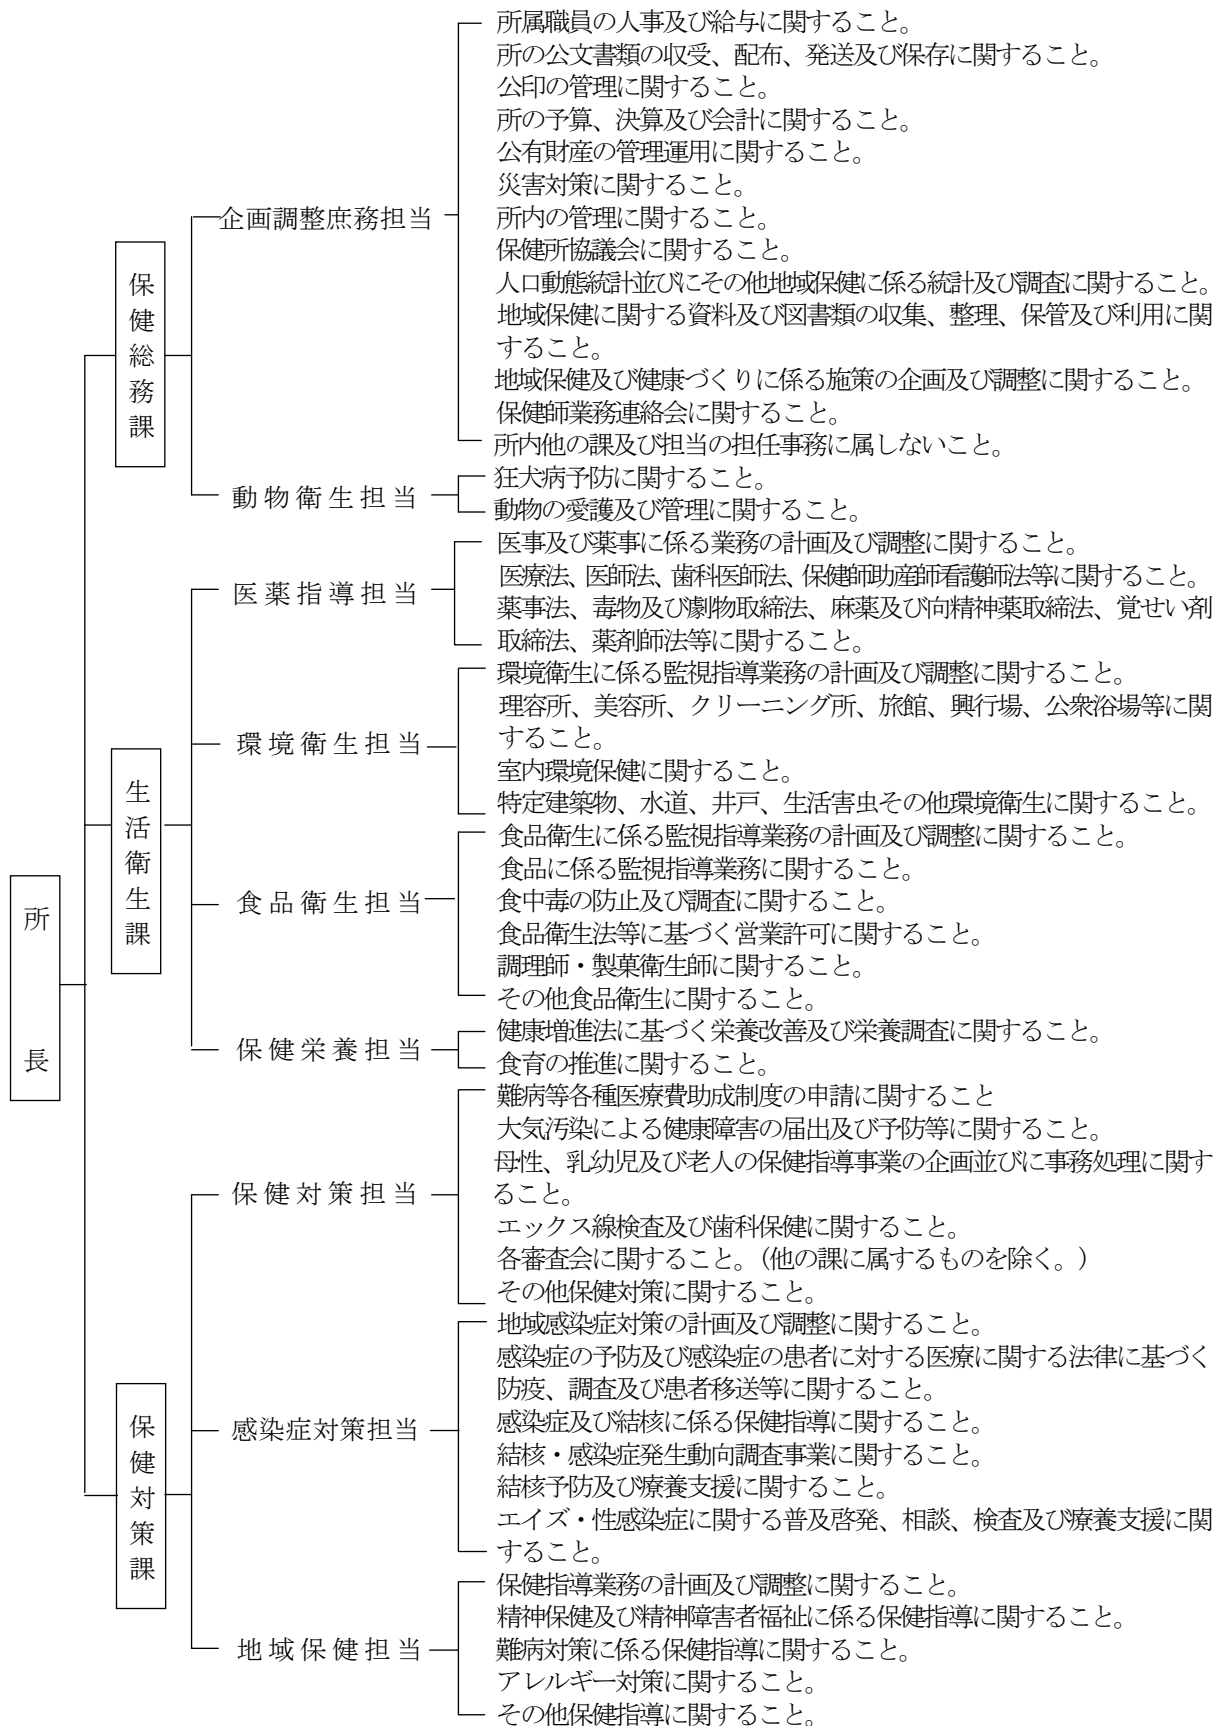 所長
保健総務課
企画調整庶務担当
所属職員の人事及び給与に関すること。
所の公文書類の収受、配布、発送及び保存に関すること。
公印の管理に関すること。
所の予算、決算及び会計に関すること。
公有財産の管理運用に関すること。
災害対策に関すること。
所内の管理に関すること。
保健所協議会に関すること。
人口動態統計並びにその他地域保健に係る統計及び調査に関すること。
地域保健に関する資料及び図書類の収集、整理、保管及び利用に関
すること。
地域保健及び健康づくりに係る施策の企画及び調整に関すること。
保健師業務連絡会に関すること。
所内他の課及び担当の担任事務に属しないこと。
動物衛生担当
狂犬病予防に関すること。
動物の愛護及び管理に関すること。
生活衛生課
医薬指導担当
医事及び薬事に係る業務の計画及び調整に関すること。
医療法、医師法、歯科医師法、保健師助産師看護師法等に関すること。
薬事法、毒物及び劇物取締法、麻薬及び向精神薬取締法、覚せい剤
取締法、薬剤師法等に関すること。
環境衛生担当
環境衛生に係る監視指導業務の計画及び調整に関すること。
理容所、美容所、クリーニング所、旅館、興行場、公衆浴場等に関
すること。
室内環境保健に関すること。
特定建築物、水道、井戸、生活害虫その他環境衛生に関すること。
食品衛生担当
食品衛生に係る監視指導業務の計画及び調整に関すること。
食品に係る監視指導業務に関すること。
食中毒の防止及び調査に関すること。
食品衛生法等に基づく営業許可に関すること。
調理師・製菓衛生師に関すること。
その他食品衛生に関すること。
保健栄養担当
健康増進法に基づく栄養改善及び栄養調査に関すること。
食育の推進に関すること。
保健対策課
保健対策担当
難病等各種医療費助成制度の申請に関すること
大気汚染による健康障害の届出及び予防等に関すること。
母性、乳幼児及び老人の保健指導事業の企画並びに事務処理に関す
ること。
エックス線検査及び歯科保健に関すること。
各審査会に関すること。（他の課に属するものを除く。）
その他保健対策に関すること。
感染症対策担当
地域感染症対策の計画及び調整に関すること。
感染症の予防及び感染症の患者に対する医療に関する法律に基づく
防疫、調査及び患者移送等に関すること。
感染症及び結核に係る保健指導に関すること。
結核・感染症発生動向調査事業に関すること。
結核予防及び療養支援に関すること。
エイズ・性感染症に関する普及啓発、相談、検査及び療養支援に関
すること。
地域保健担当
保健指導業務の計画及び調整に関すること。
精神保健及び精神障害者福祉に係る保健指導に関すること。
難病対策に係る保健指導に関すること。
アレルギー対策に関すること。
その他保健指導に関すること。